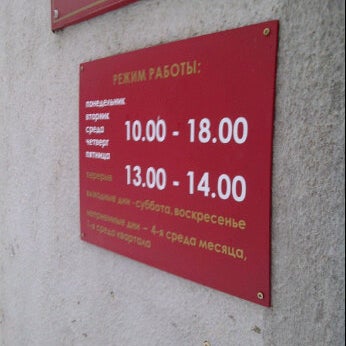 РЕЖИМ РАБОТЫ:
понедельник
вторник
среда 10.00 - 18.00
четверг
пятница
перерыв 13.00 - 14.00
выходные дни - суббота, воскресенье
неприемные дни - 4-я среда месяца,
1-я среда квартала